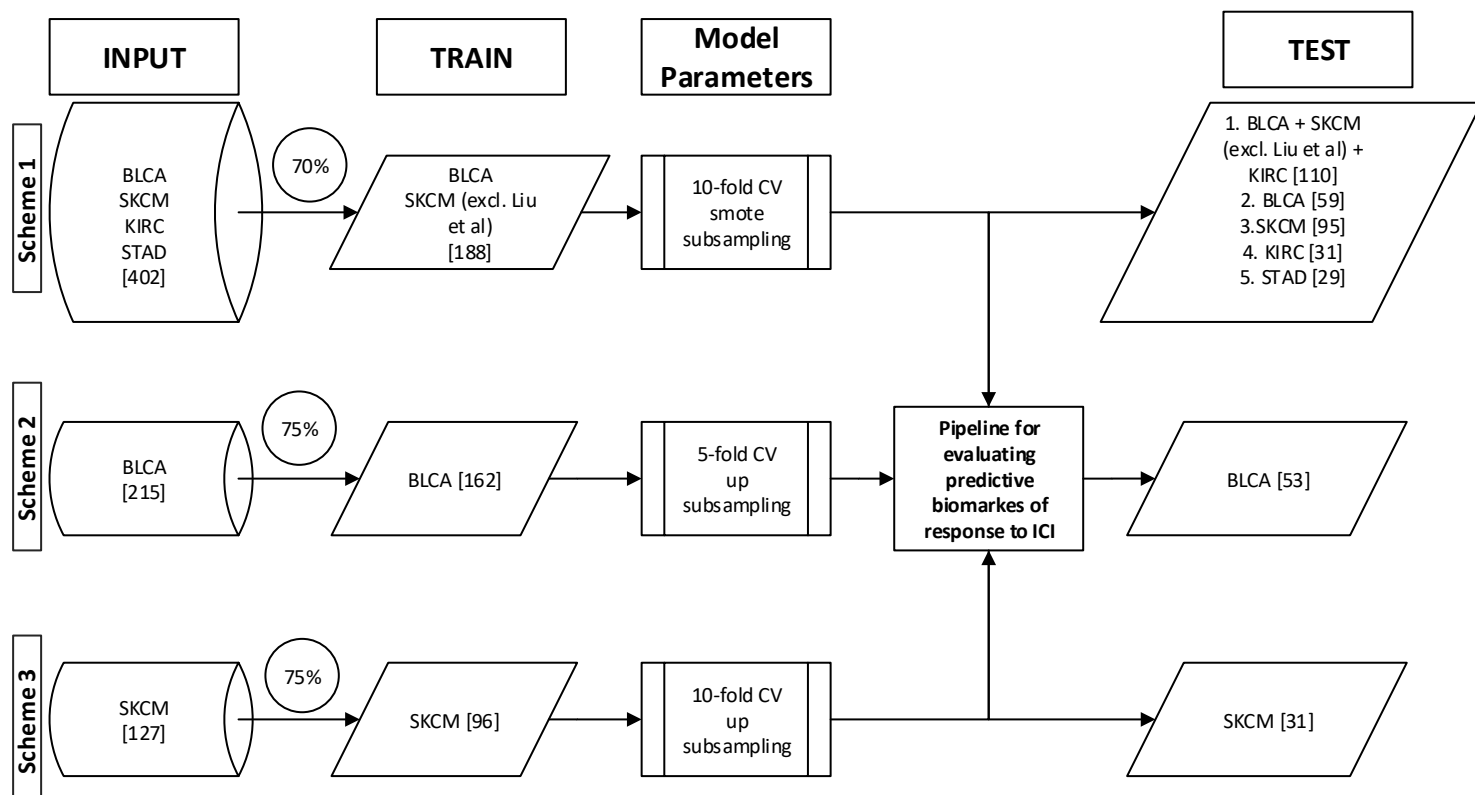 INPUT
TRAIN
Model
Parameters
TEST
Scheme 1
BLCA
SKCM
KIRC
STAD
[402]
70%
BLCA
SKCM (excl. Liu
et al)
[188]
10-fold CV
smote
subsampling
1. BLCA + SKCM
(excl. Liu et al) +
KIRC [110]
2. BLCA [59]
3.SKCM [95]
4. KIRC [31]
5. STAD [29]
Scheme 2
BLCA
[215]
75%
BLCA [162]
5-fold CV
up
subsampling
Pipeline for
evaluating
predictive
biomarkes of
response to ICI
BLCA [53]
Scheme 3
SKCM
[127]
75%
SKCM [96]
10-fold CV
up
subsampling
SKCM [31]